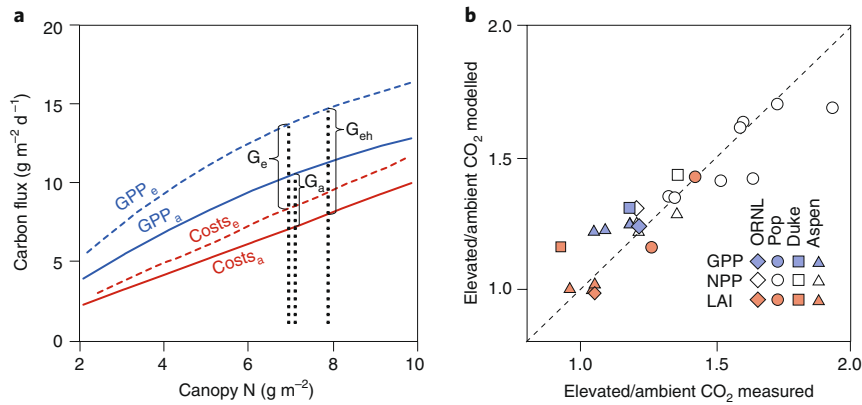 a
Carbon flux (g m⁻² d⁻¹)
20
15
10
5
0
2
4
6
8
10
Canopy N (g m⁻²)
GPPₑ
GPPₐ
Costsₑ
Costsₐ
Gₑ
Gₐ
Gₑₕ
b
Elevated/ambient CO₂ modelled
2.0
1.5
1.0
1.0
1.5
2.0
Elevated/ambient CO₂ measured
ORNL
Pop
Duke
Aspen
GPP
NPP
LAI